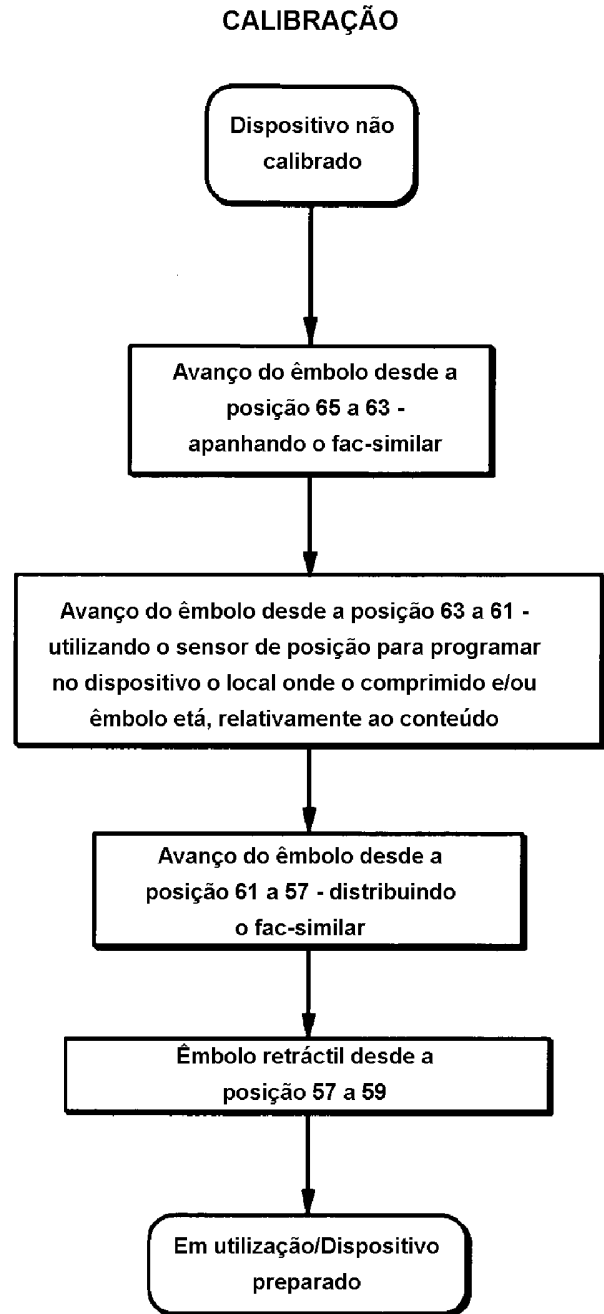 CALIBRAÇÃO
Dispositivo não
calibrado
Avanço do êmbolo desde a
posição 65 a 63 -
apanhando o fac-similar
Avanço do êmbolo desde a posição 63 a 61 -
utilizando o sensor de posição para programar
no dispositivo o local onde o comprimido e/ou
êmbolo etá, relativamente ao conteúdo
Avanço do êmbolo desde a
posição 61 a 57 - distribuindo
o fac-similar
Êmbolo retráctil desde a
posição 57 a 59
Em utilização/Dispositivo
preparado